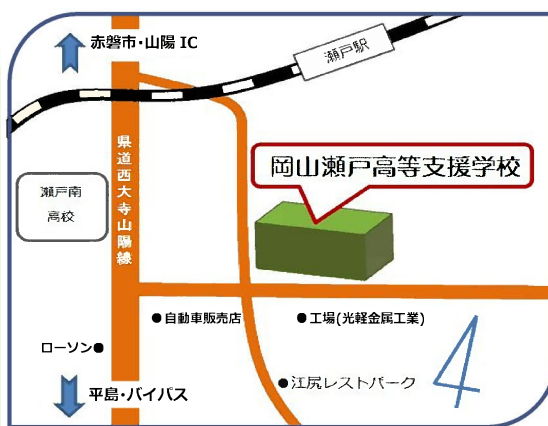 赤磐市・山陽 IC
瀬戸駅
県道西大寺山陽線
岡山瀬戸高等支援学校
瀬戸南
高校
自動車販売店
工場(光軽金属工業)
ローソン
江尻レストパーク
平島・バイパス